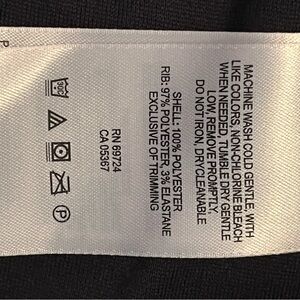 MACHINE WASH COLD GENTLE, WITH
LIKE COLORS, NON-CHLORINE BLEACH
WHEN NEEDED, TUMBLE DRY GENTLE
LOW, REMOVE PROMPTLY,
DO NOT IRON, DRYCLEANABLE
SHELL: 100% POLYESTER
RIB: 97% POLYESTER, 3% ELASTANE
EXCLUSIVE OF TRIMMING
RN 69724
CA 05367
30C
P